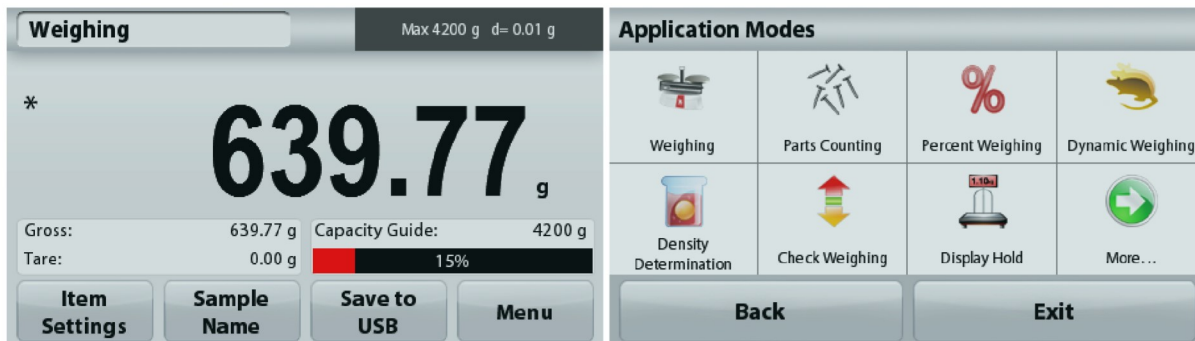 Weighing
Max 4200 g d= 0.01 g
*
639.77 g
Gross: 639.77 g
Tare: 0.00 g
Capacity Guide: 4200 g
15%
Item Settings
Sample Name
Save to USB
Menu
Application Modes
Weighing
Parts Counting
Percent Weighing
Dynamic Weighing
1.10
Density Determination
Check Weighing
Display Hold
More...
Back
Exit